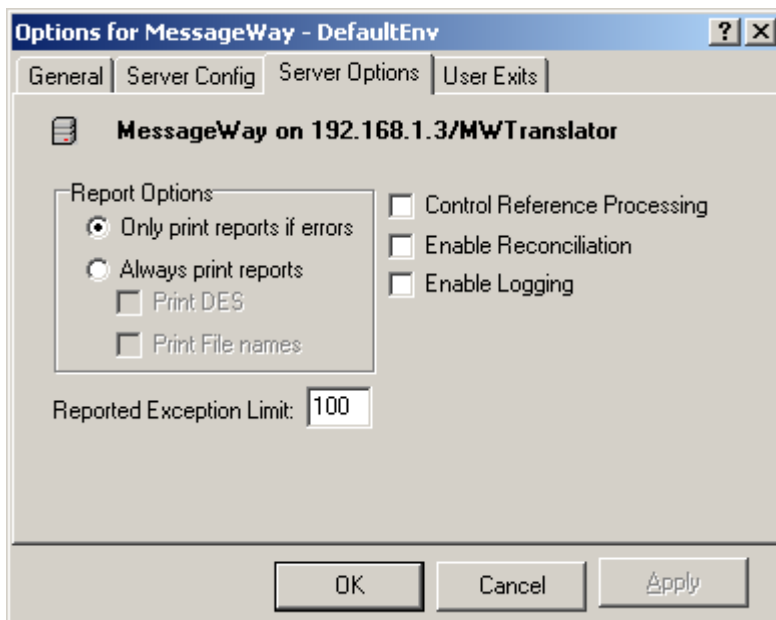 Options for MessageWay - DefaultEnv
General Server Config Server Options User Exits
MessageWay on 192.168.1.3/MWTranslator
Report Options
Only print reports if errors
Always print reports
Print DES
Print File names
Control Reference Processing
Enable Reconciliation
Enable Logging
Reported Exception Limit: 100
OK Cancel Apply